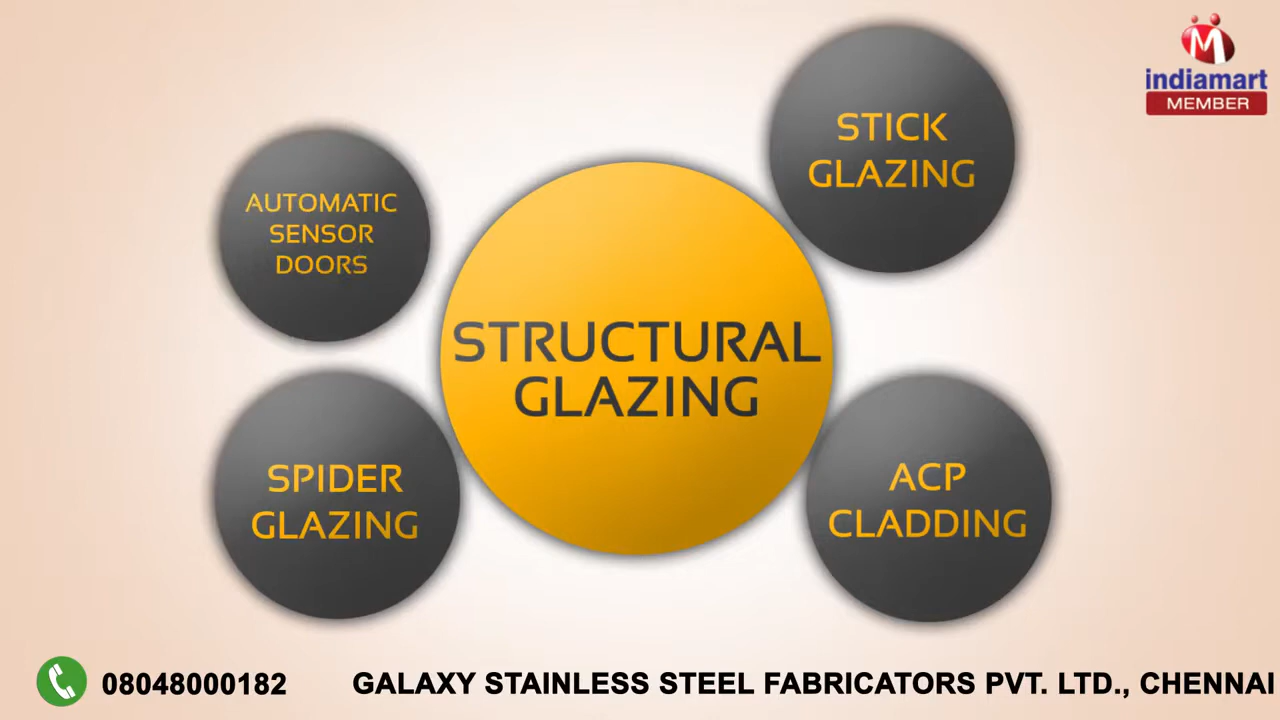 indiamart
MEMBER
STICK
GLAZING
AUTOMATIC
SENSOR
DOORS
STRUCTURAL
GLAZING
SPIDER
GLAZING
ACP
CLADDING
08048000182
GALAXY STAINLESS STEEL FABRICATORS PVT. LTD., CHENNAI